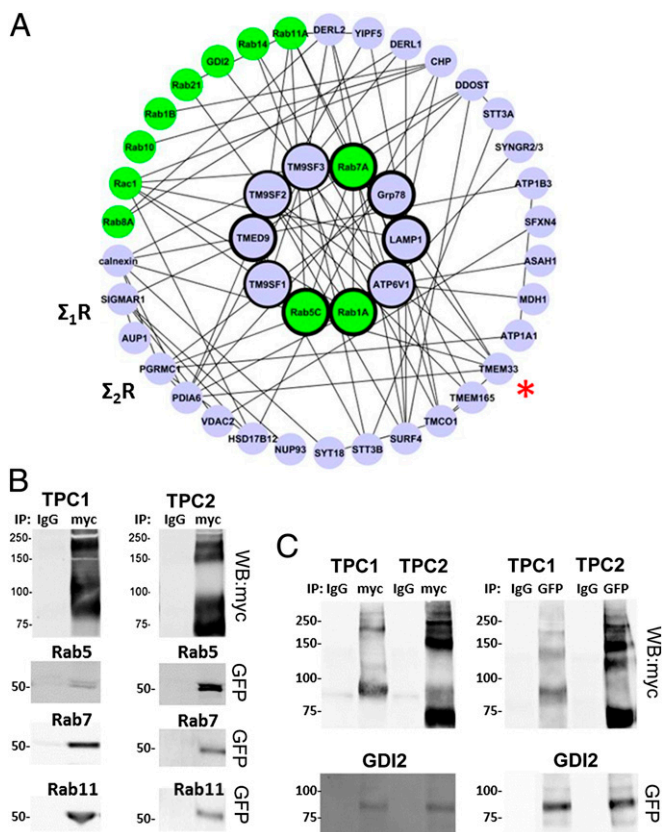 A
Rab11A
DERL2
YIPF5
Rab14
DERL1
GDI2
CHP
Rab21
DDOST
Rab1B
STT3A
Rab10
SYNGR2/3
TM9SF3
Rab7A
Rac1
ATP1B3
TM9SF2
Grp78
Rab8A
SFXN4
TMED9
LAMP1
calnexin
ASAH1
TM9SF1
ATP6V1
Σ1R
SIGMAR1
MDH1
Rab5C
Rab1A
AUP1
ATP1A1
Σ2R
PGRMC1
TMEM33
*
PDIA6
TMEM165
VDAC2
TMCO1
HSD17B12
SURF4
NUP93
SYT18
STT3B
B
TPC1 TPC2
IP: IgG myc IP: IgG myc
250- 250-
150- 150-
100- 100-
75- 75-
WB:myc
Rab5 Rab5
50- 50- GFP
Rab7 Rab7
50- 50- GFP
Rab11 Rab11
50- 50- GFP
C
TPC1 TPC2 TPC1 TPC2
IP: IgG myc IgG myc IP: IgG GFP IgG GFP
250- 250-
150- 150-
100- 100-
75- 75-
WB:myc
GDI2 GDI2
100- 100-
75- 75-
GFP